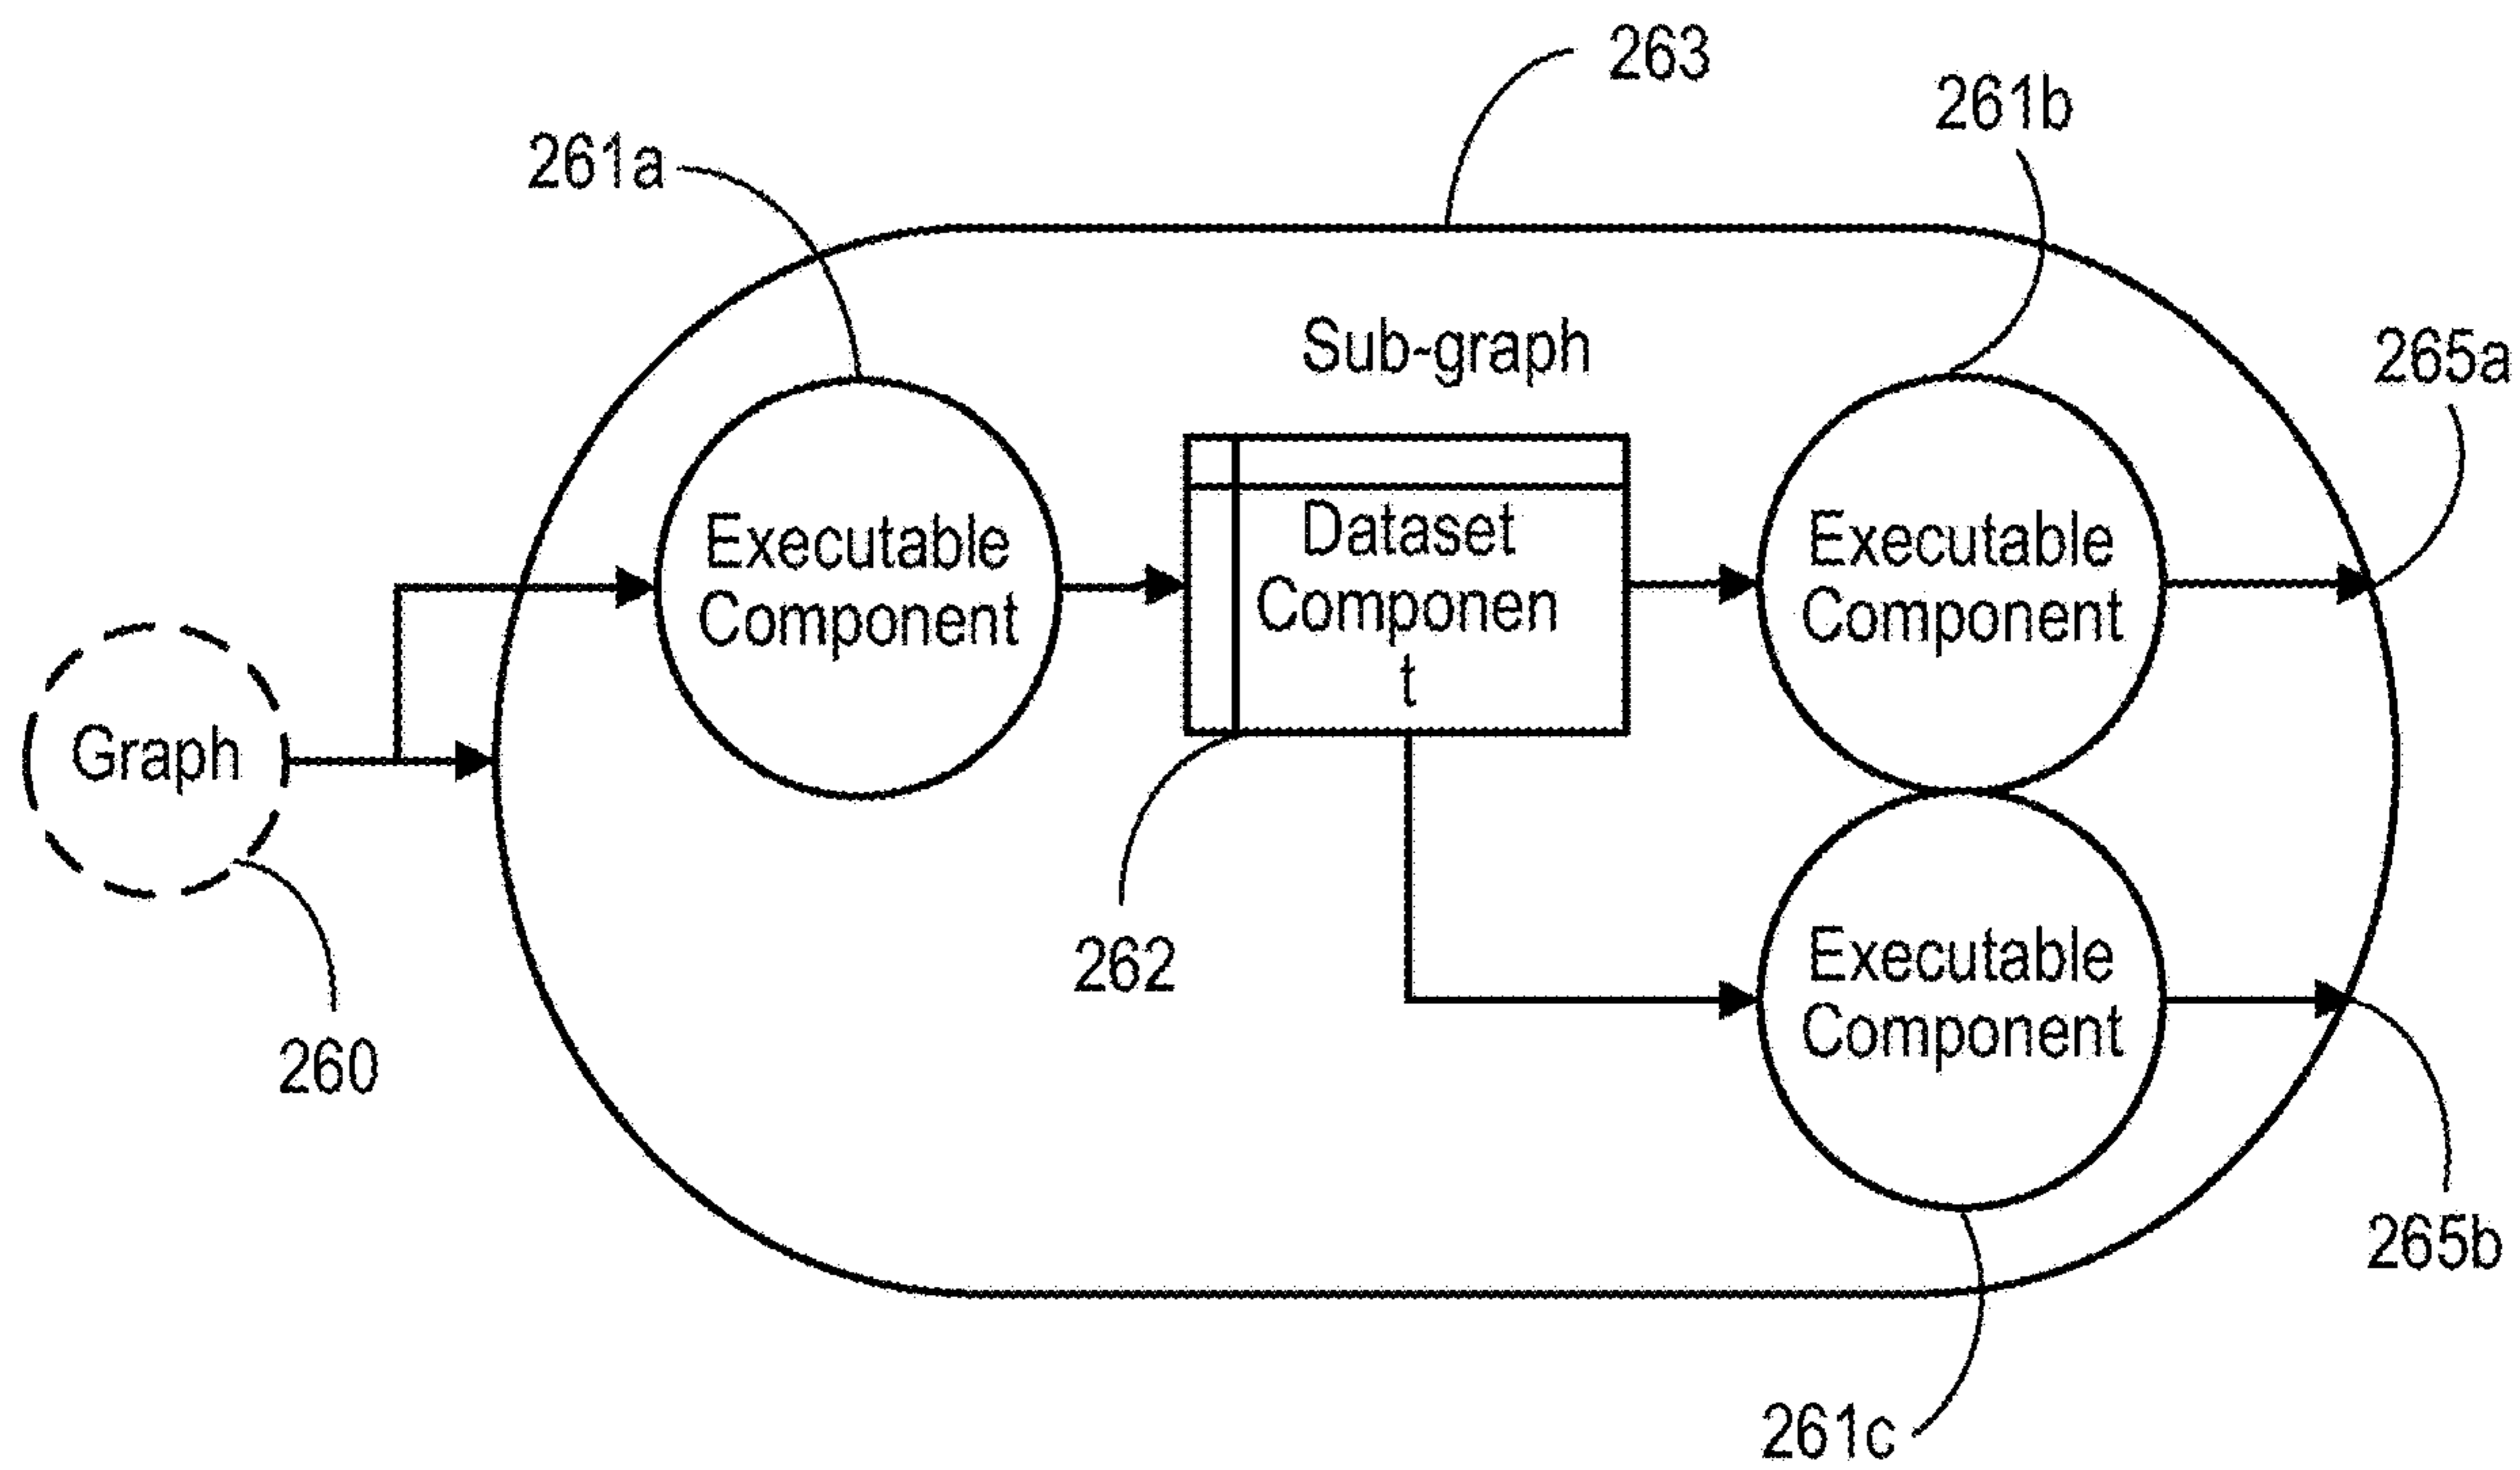 263
261b
261a
Sub-graph
265a
Executable
Component
Dataset
Componen
t
Executable
Component
Graph
262
Executable
Component
260
265b
261c